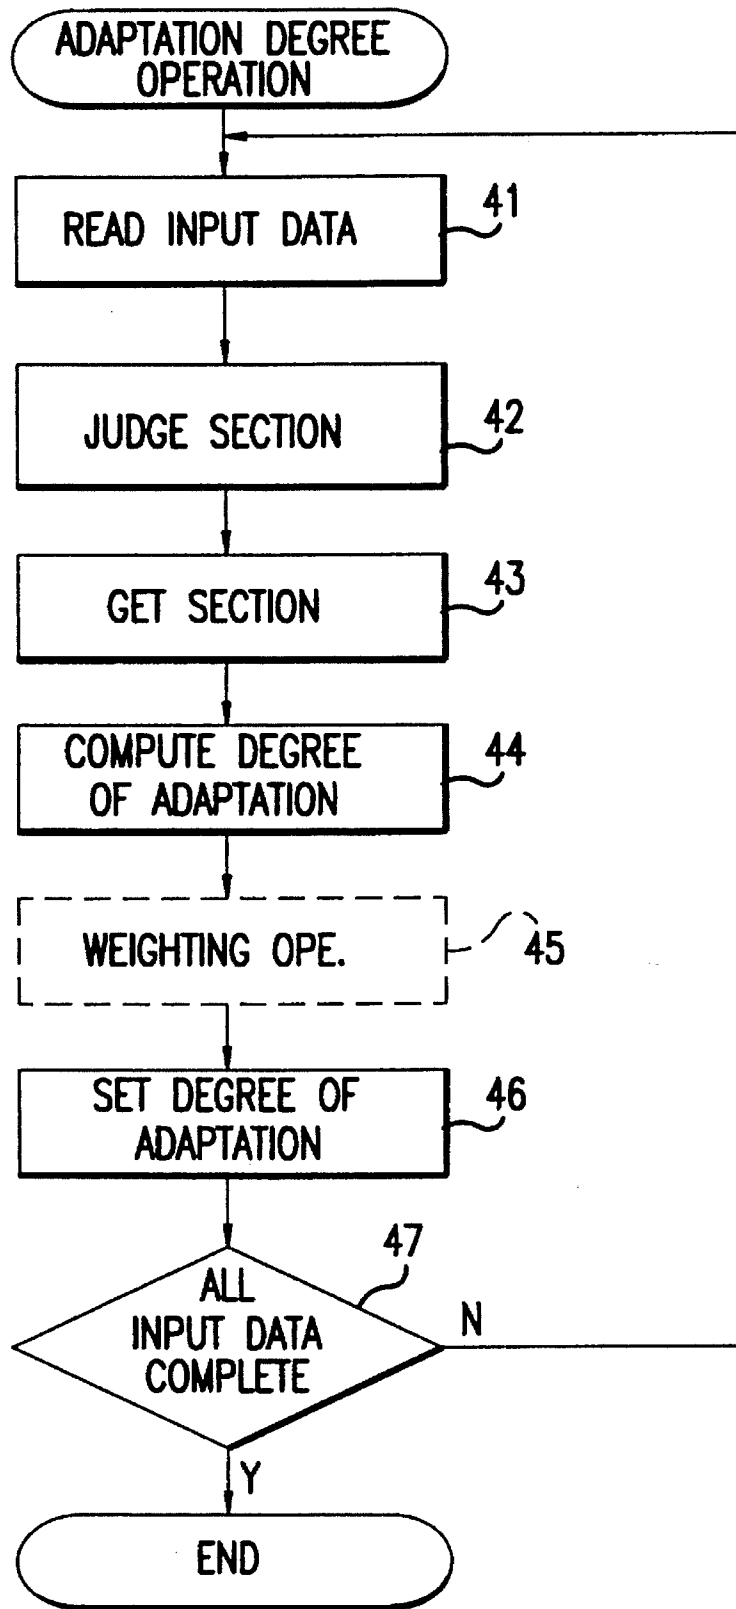 ADAPTATION DEGREE
OPERATION
READ INPUT DATA
41
JUDGE SECTION
42
GET SECTION
43
COMPUTE DEGREE
OF ADAPTATION
44
WEIGHTING OPE.
45
SET DEGREE OF
ADAPTATION
46
47
ALL
INPUT DATA
COMPLETE
N
Y
END